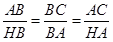 AB/HB = BC/BA = AC/HA